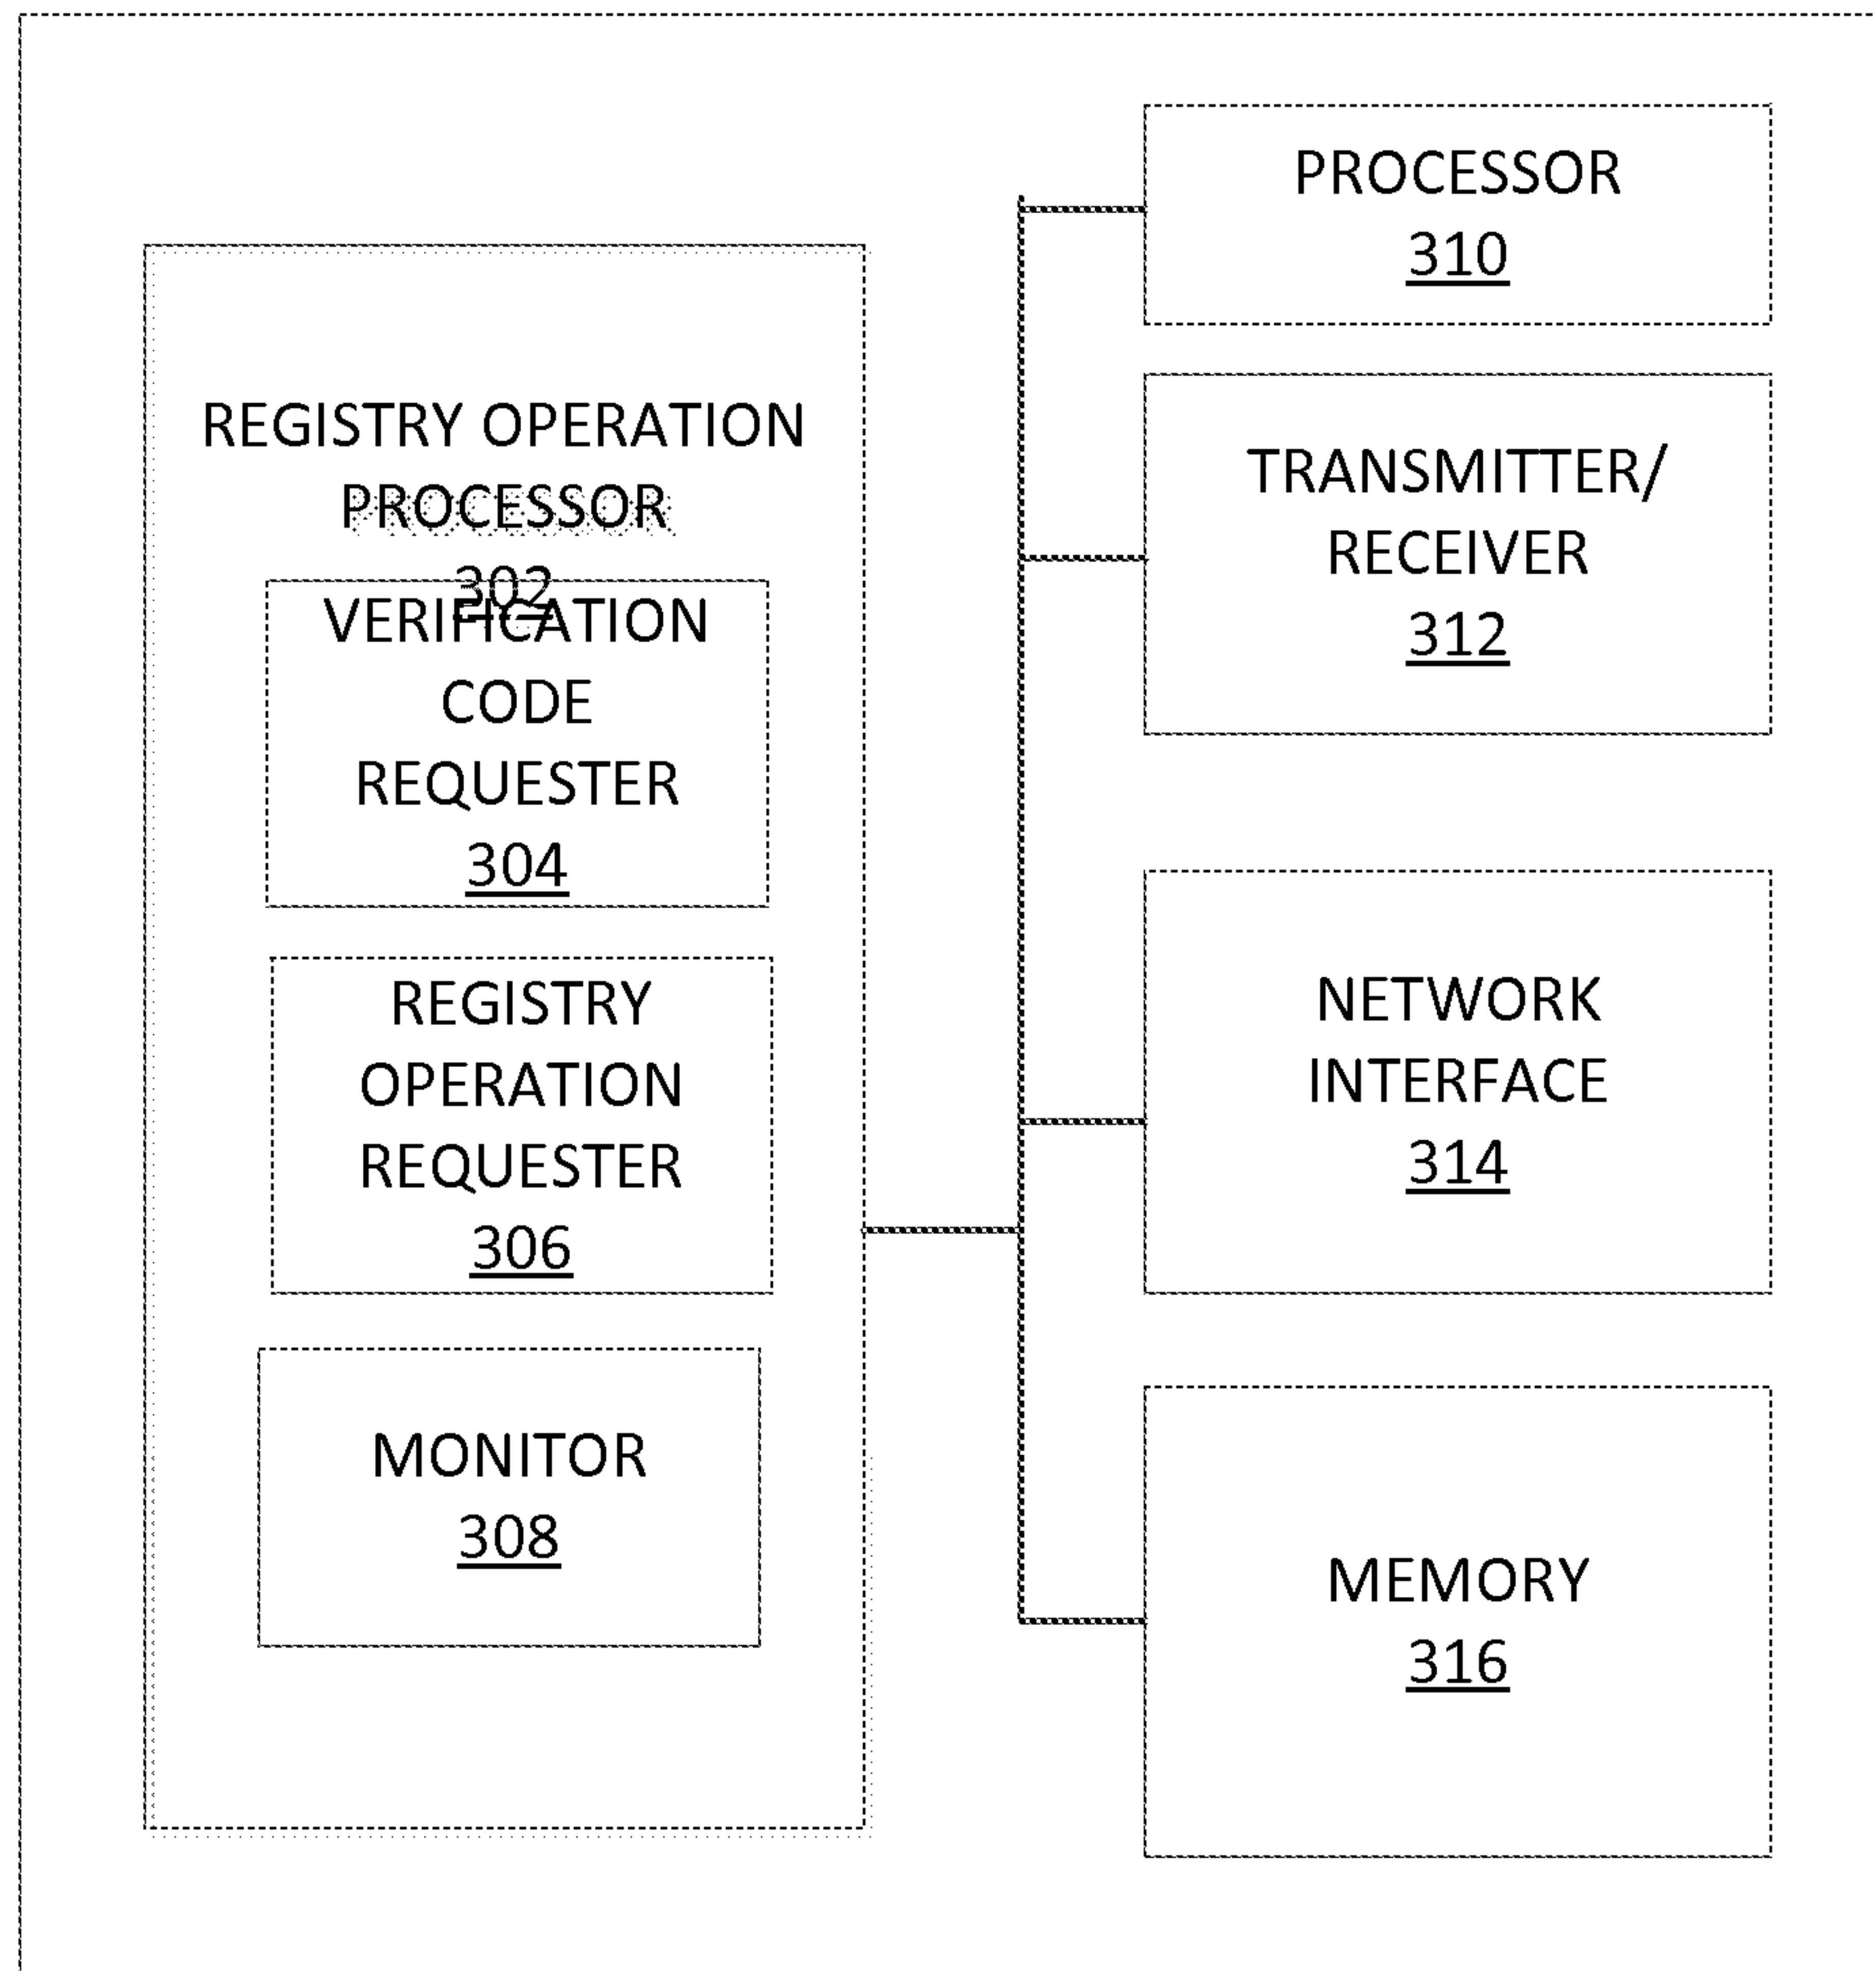 REGISTRY OPERATION
PROCESSOR
302
VERIFICATION
CODE
REQUESTER
304
REGISTRY
OPERATION
REQUESTER
306
MONITOR
308
PROCESSOR
310
TRANSMITTER/
RECEIVER
312
NETWORK
INTERFACE
314
MEMORY
316